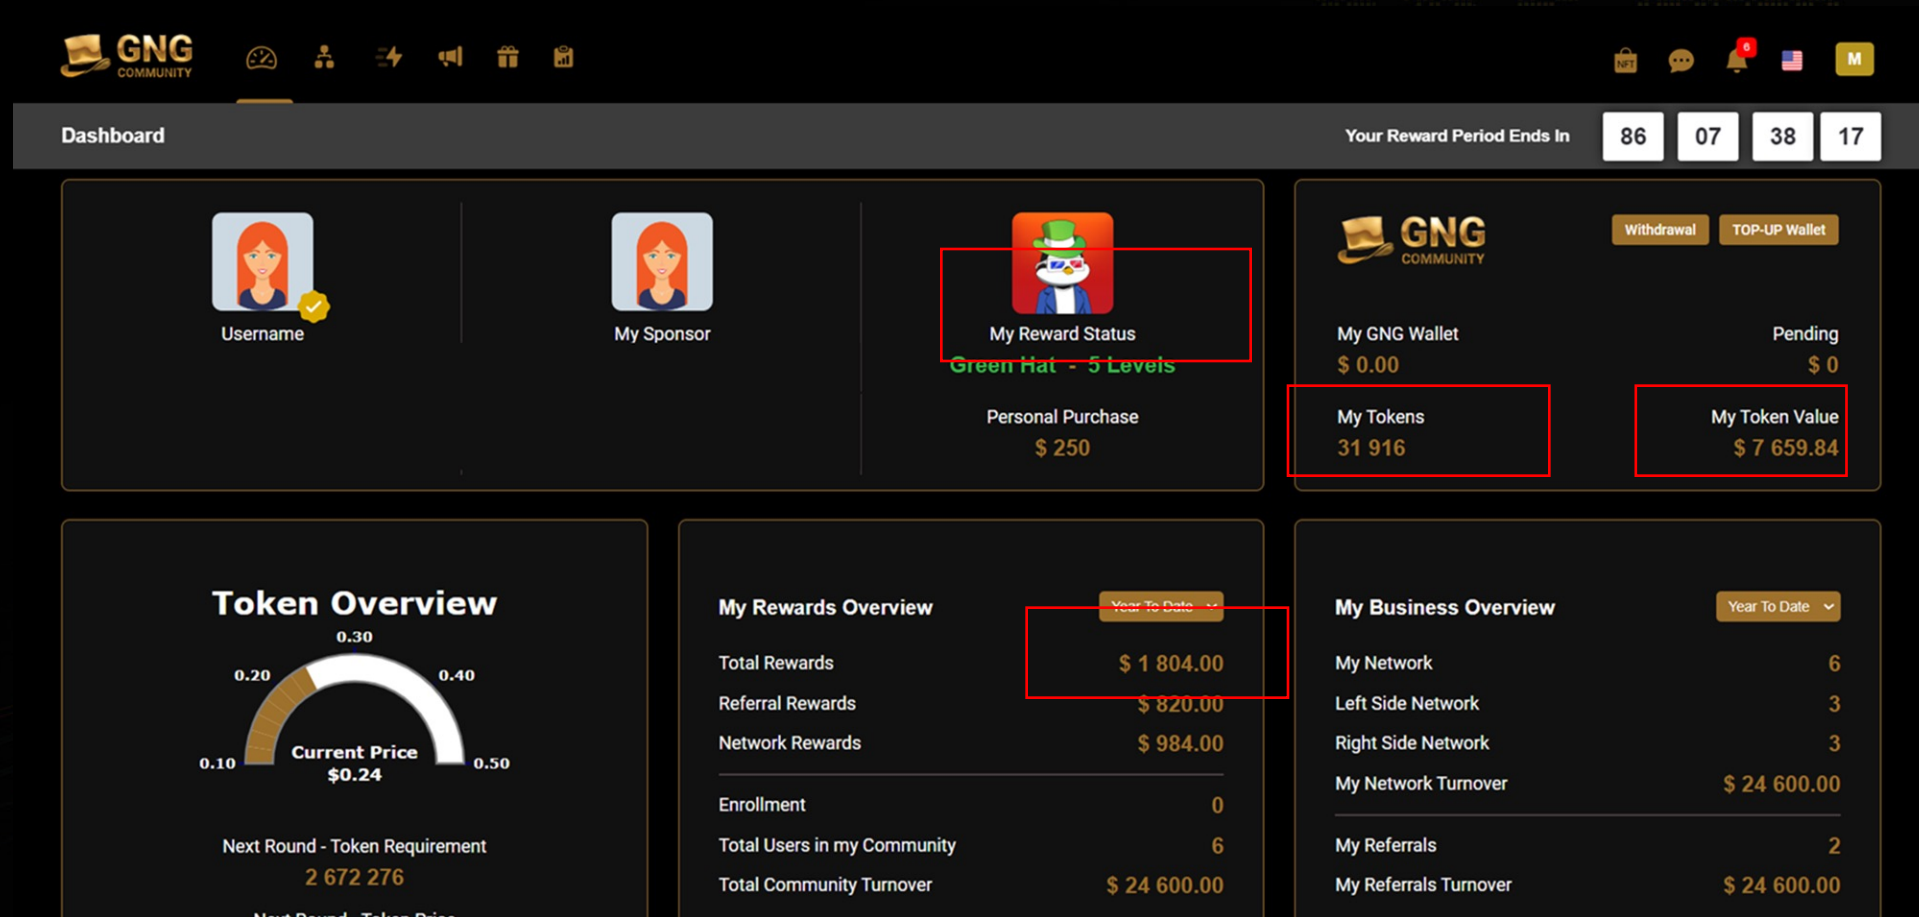 GNG
COMMUNITY
NFT
6
M
Dashboard
Your Reward Period Ends In
86 07 38 17
Username
My Sponsor
My Reward Status
Green Hat - 5 Levels
Personal Purchase
$ 250
GNG
COMMUNITY
Withdrawal
TOP-UP Wallet
My GNG Wallet
$ 0.00
Pending
$ 0
My Tokens
31 916
My Token Value
$ 7 659.84
Token Overview
0.30
0.20
0.40
0.10
0.50
Current Price
$0.24
Next Round - Token Requirement
2 672 276
Next Round - Token Price
My Rewards Overview
Year To Date
Total Rewards $ 1 804.00
Referral Rewards $ 820.00
Network Rewards $ 984.00
Enrollment 0
Total Users in my Community 6
Total Community Turnover $ 24 600.00
My Business Overview
Year To Date
My Network 6
Left Side Network 3
Right Side Network 3
My Network Turnover $ 24 600.00
My Referrals 2
My Referrals Turnover $ 24 600.00